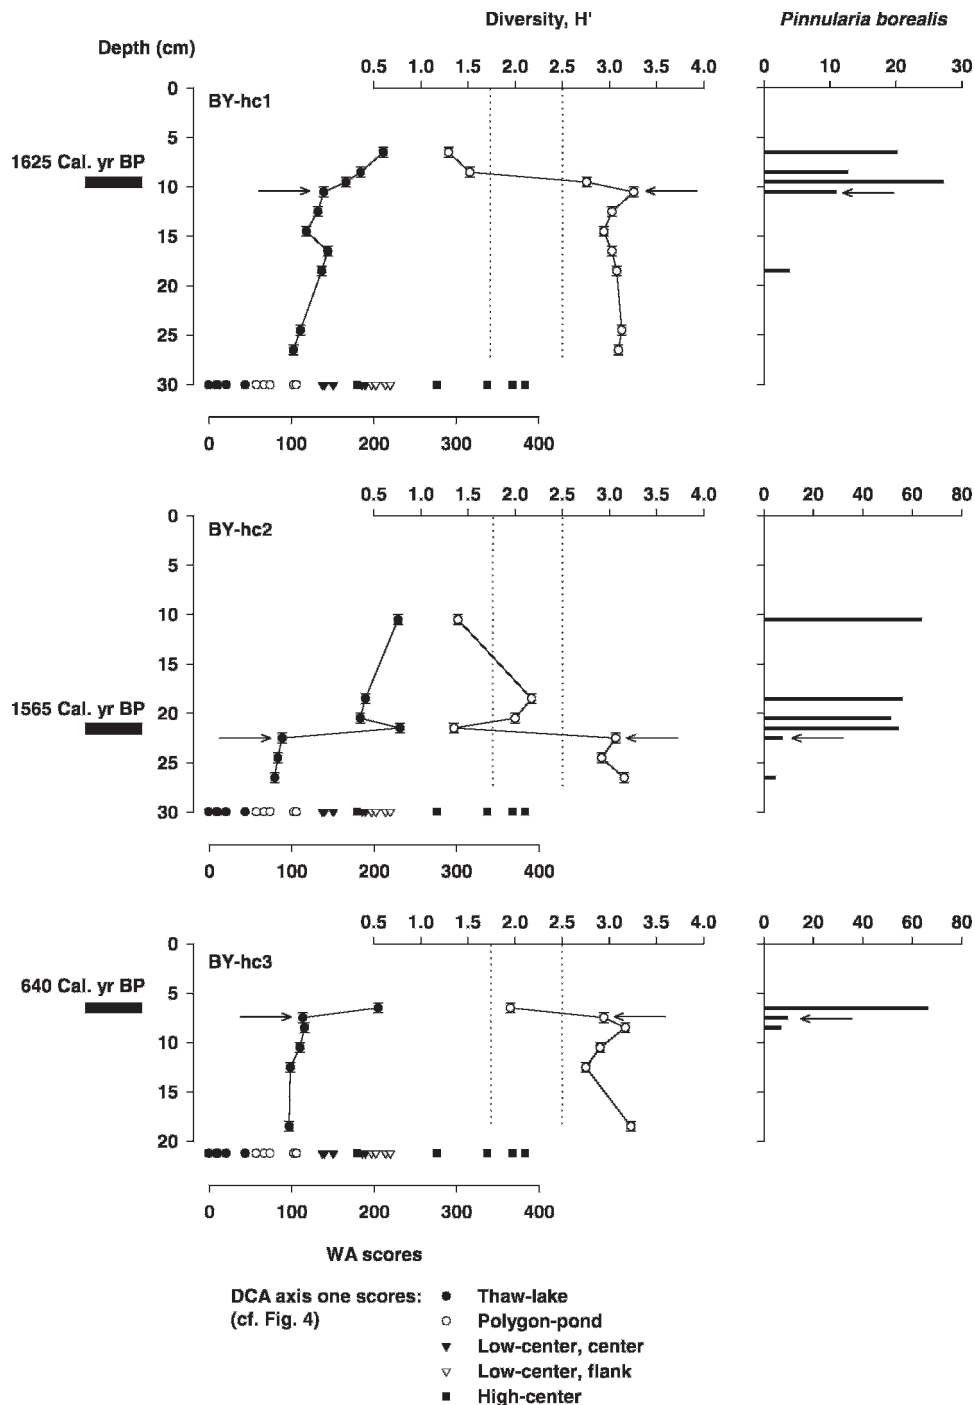 Diversity, H'
Pinnularia borealis
Depth (cm)
0.5 1.0 1.5 2.0 2.5 3.0 3.5 4.0
0 10 20 30
BY-hc1
0
5
10
15
20
25
30
1625 Cal. yr BP
0 100 200 300 400
0.5 1.0 1.5 2.0 2.5 3.0 3.5 4.0
0 20 40 60 80
BY-hc2
0
5
10
15
20
25
30
1565 Cal. yr BP
0 100 200 300 400
0.5 1.0 1.5 2.0 2.5 3.0 3.5 4.0
0 20 40 60 80
BY-hc3
0
5
10
15
20
640 Cal. yr BP
0 100 200 300 400
WA scores
DCA axis one scores:
(cf. Fig. 4)
Thaw-lake
Polygon-pond
Low-center, center
Low-center, flank
High-center